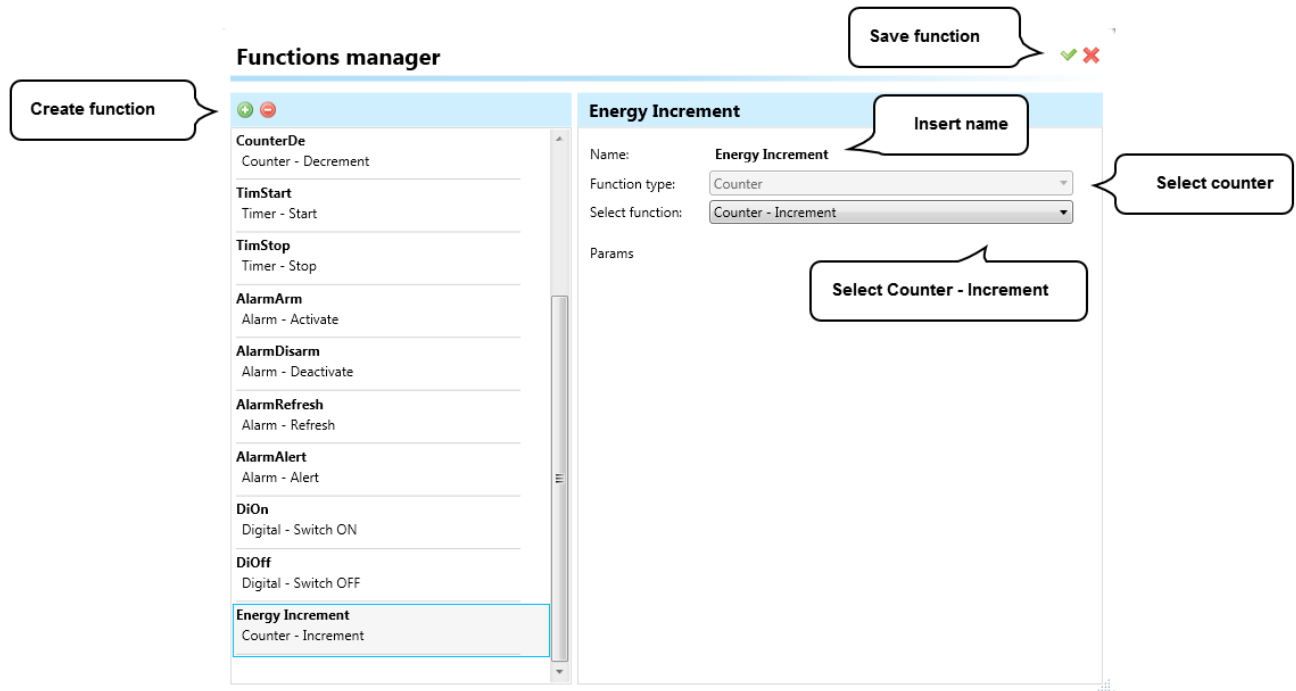 Save function
Functions manager
Create function
CounterDe
Counter - Decrement
TimStart
Timer - Start
TimStop
Timer - Stop
AlarmArm
Alarm - Activate
AlarmDisarm
Alarm - Deactivate
AlarmRefresh
Alarm - Refresh
AlarmAlert
Alarm - Alert
DiOn
Digital - Switch ON
DiOff
Digital - Switch OFF
Energy Increment
Counter - Increment
Energy Increment
Insert name
Name: Energy Increment
Function type: Counter
Select counter
Select function: Counter - Increment
Params
Select Counter - Increment